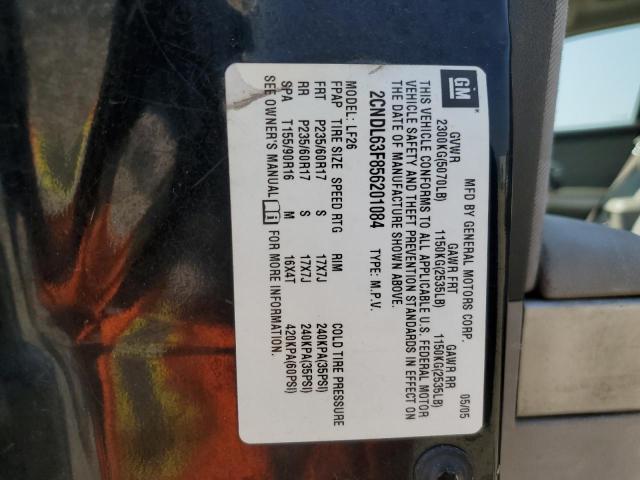 GM
MFD BY GENERAL MOTORS CORP. 05/05
GVWR GAWR FRT GAWR RR
2300KG(5070LB) 1150KG(2535LB) 1150KG(2535LB)
THIS VEHICLE CONFORMS TO ALL APPLICABLE U.S. FEDERAL MOTOR
VEHICLE SAFETY AND THEFT PREVENTION STANDARDS IN EFFECT ON
THE DATE OF MANUFACTURE SHOWN ABOVE.
2CNDL63F856201084 TYPE: M.P.V.
MODEL: LF26
FPAP TIRE SIZE SPEED RTG RIM COLD TIRE PRESSURE
FRT P235/60R17 S 17X7J 240KPA(35PSI)
RR P235/60R17 S 17X7J 240KPA(35PSI)
SPA T155/90R16 M 16X4T 420KPA(60PSI)
SEE OWNER'S MANUAL